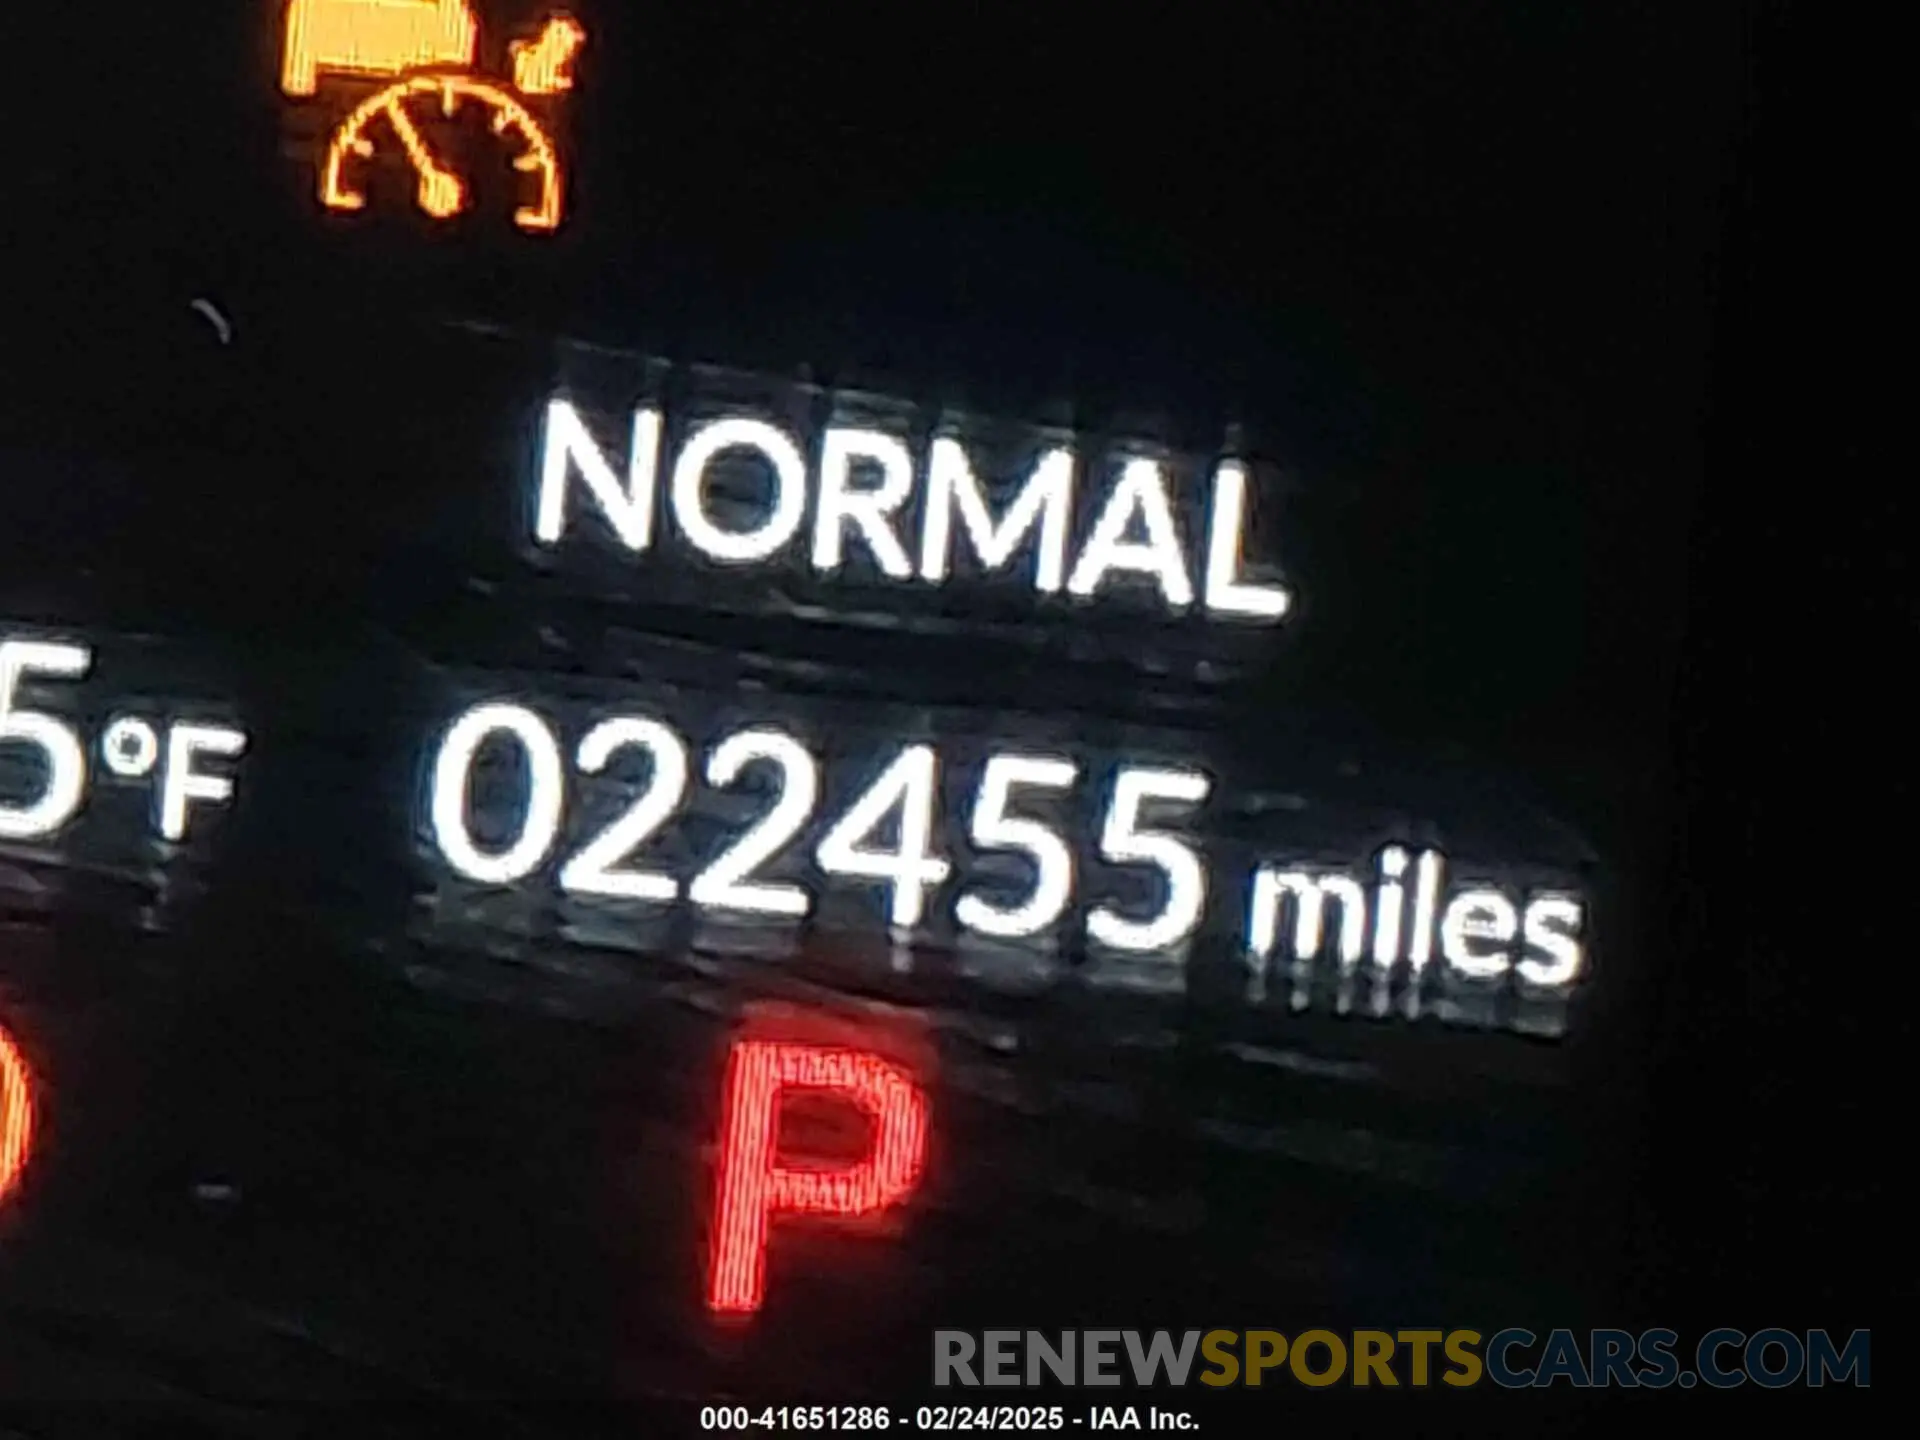 NORMAL
5°F 022455 miles
P
RENEWSPORTSCARS.COM
000-41651286 - 02/24/2025 - IAA Inc.